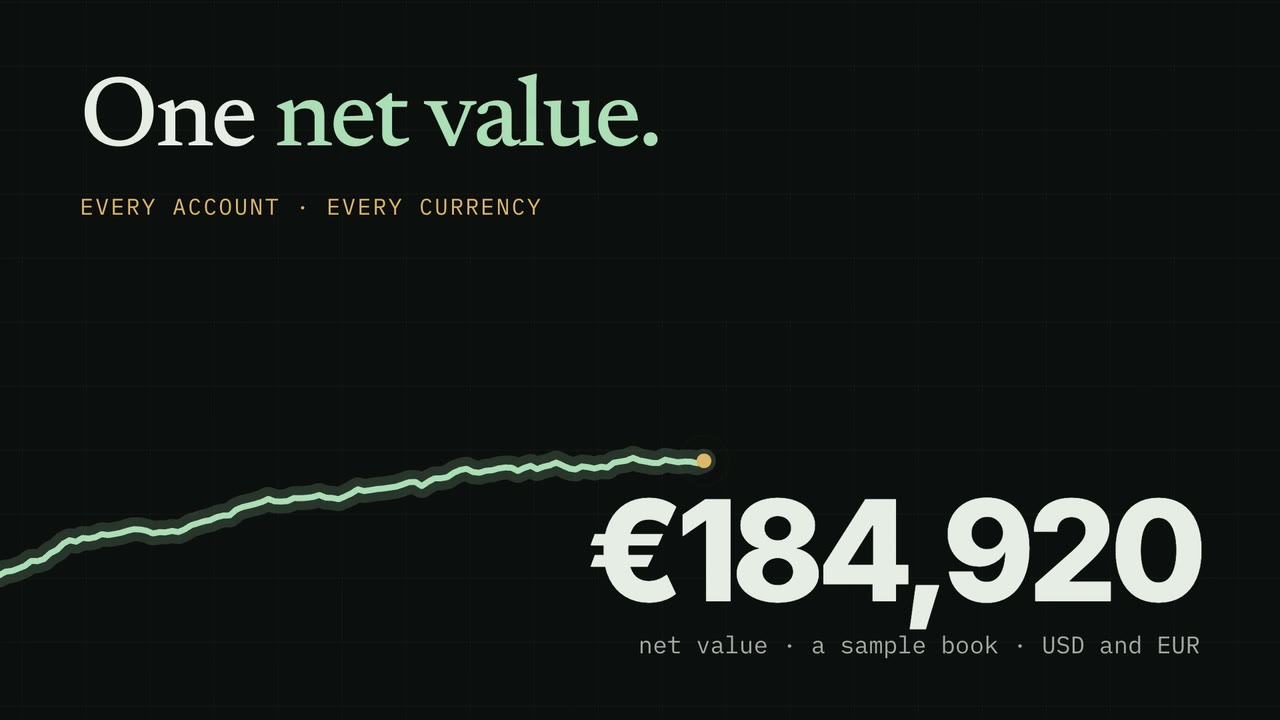 One net value.
EVERY ACCOUNT · EVERY CURRENCY
€184,920
net value · a sample book · USD and EUR